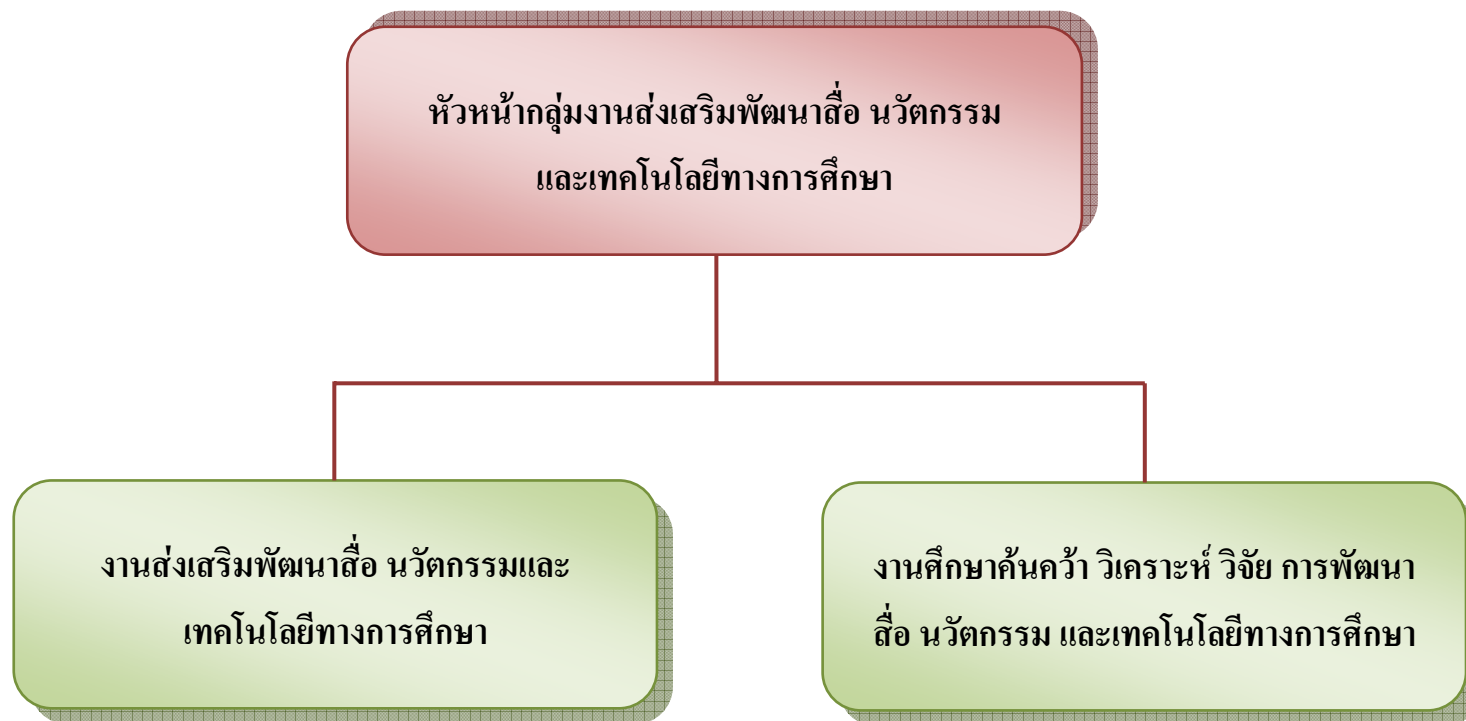 หัวหน้ากลุ่มงานส่งเสริมพัฒนาสื่อ นวัตกรรม
และเทคโนโลยีทางการศึกษา
งานส่งเสริมพัฒนาสื่อ นวัตกรรมและ
เทคโนโลยีทางการศึกษา
งานศึกษาค้นคว้า วิเคราะห์ วิจัย การพัฒนา
สื่อ นวัตกรรม และเทคโนโลยีทางการศึกษา